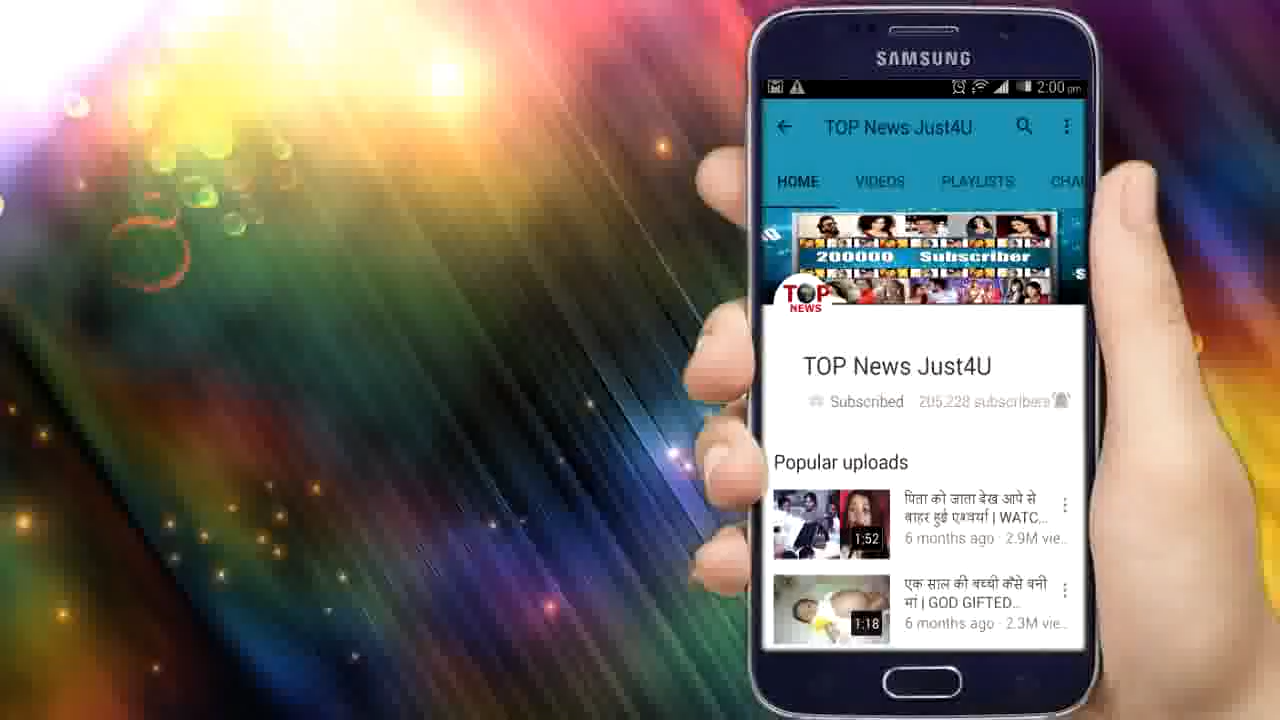 SAMSUNG
2:00 pm
TOP News Just4U
HOME VIDEOS PLAYLISTS CHA
200000 Subscriber
TOP
NEWS
TOP News Just4U
Subscribed 205,228 subscribers
Popular uploads
पिता को जाता देख आपे से
बाहर हुई एश्वर्या | WATC...
6 months ago · 2.9M vie..
1:52
एक साल की बच्ची कैसे बनी
मां | GOD GIFTED...
6 months ago · 2.3M vie..
1:18